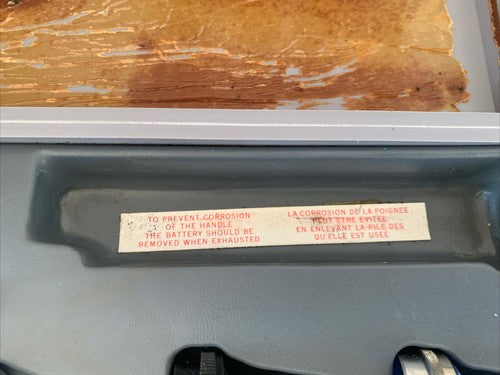 TO PREVENT CORROSION
OF THE HANDLE
THE BATTERY SHOULD BE
REMOVED WHEN EXHAUSTED
LA CORROSION DE LA POIGNEE
PEUT ETRE EVITEE
EN ENLEVANT LA PILE DES
QU'ELLE EST USEE